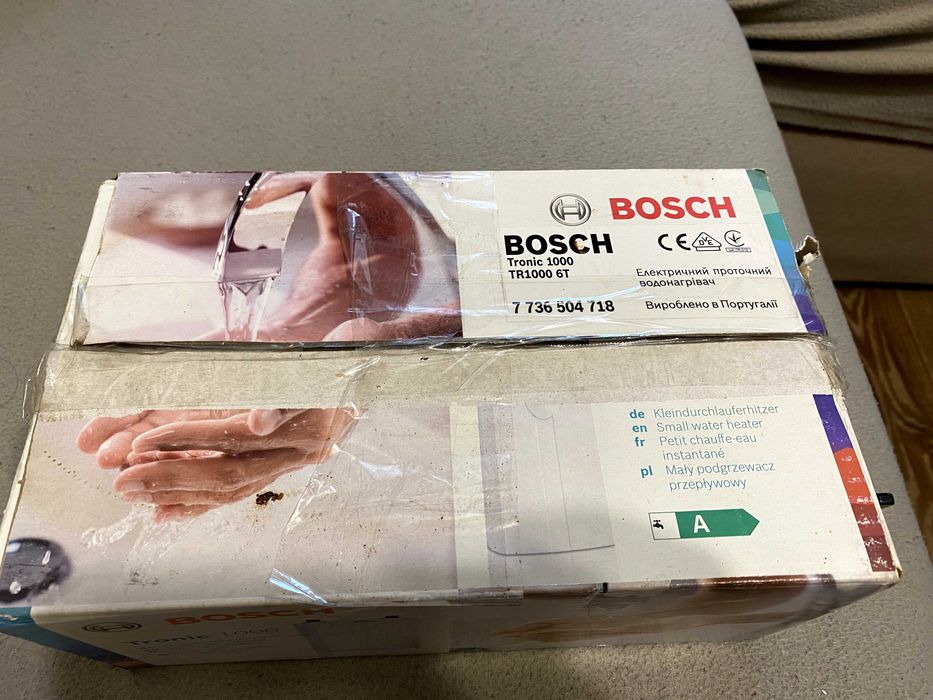 BOSCH
BOSCH
Tronic 1000
TR1000 6T
CE
Електричний проточний
водонагрівач
7 736 504 718
Вироблено в Португалії
de Kleindurchlauferhitzer
en Small water heater
fr Petit chauffe-eau
instantané
pl Mały podgrzewacz
przepływowy
A
BOSCH
Tronic 1000